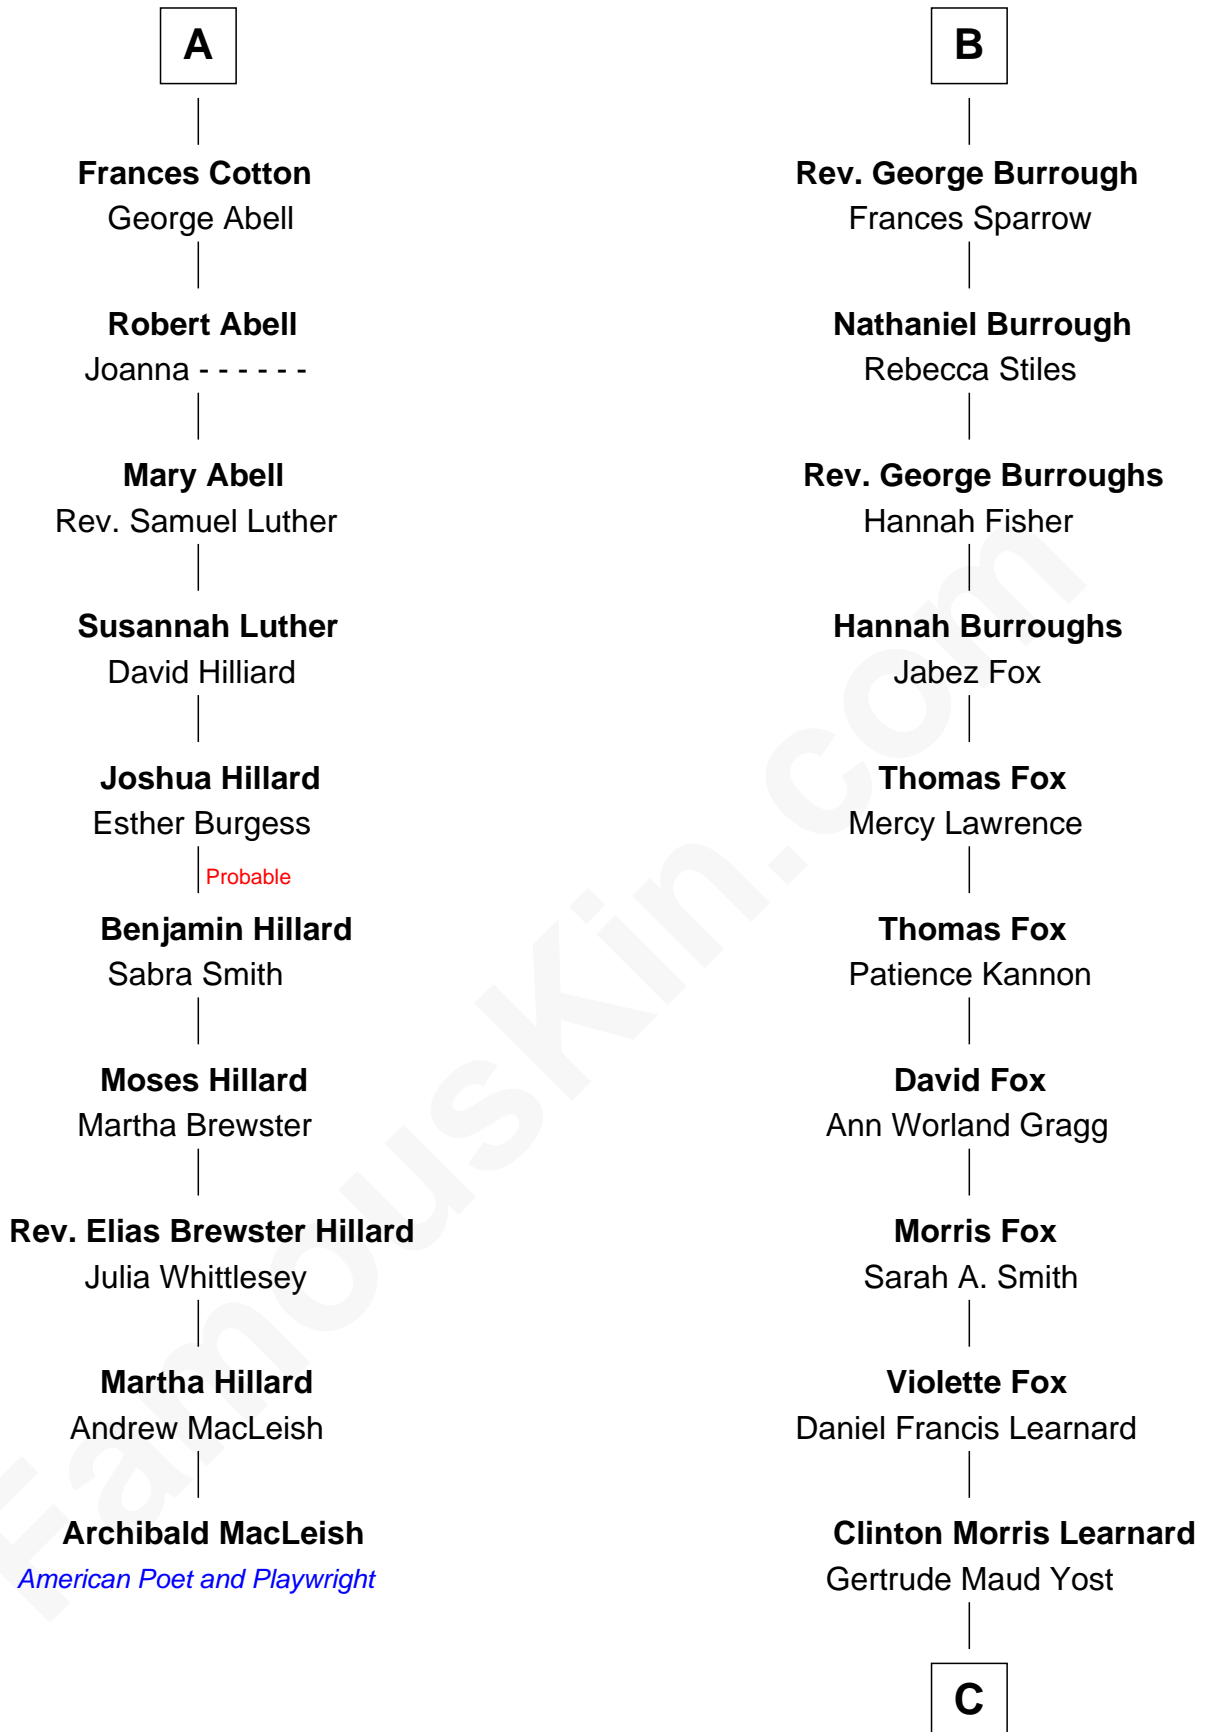 A
Frances Cotton
George Abell
Robert Abell
Joanna - - - - - -
Mary Abell
Rev. Samuel Luther
Susannah Luther
David Hilliard
Joshua Hillard
Esther Burgess
Probable
Benjamin Hillard
Sabra Smith
Moses Hillard
Martha Brewster
Rev. Elias Brewster Hillard
Julia Whittlesey
Martha Hillard
Andrew MacLeish
Archibald MacLeish
American Poet and Playwright
B
Rev. George Burrough
Frances Sparrow
Nathaniel Burrough
Rebecca Stiles
Rev. George Burroughs
Hannah Fisher
Hannah Burroughs
Jabez Fox
Thomas Fox
Mercy Lawrence
Thomas Fox
Patience Kannon
David Fox
Ann Worland Gragg
Morris Fox
Sarah A. Smith
Violette Fox
Daniel Francis Learnard
Clinton Morris Learnard
Gertrude Maud Yost
C
FamousKin.com